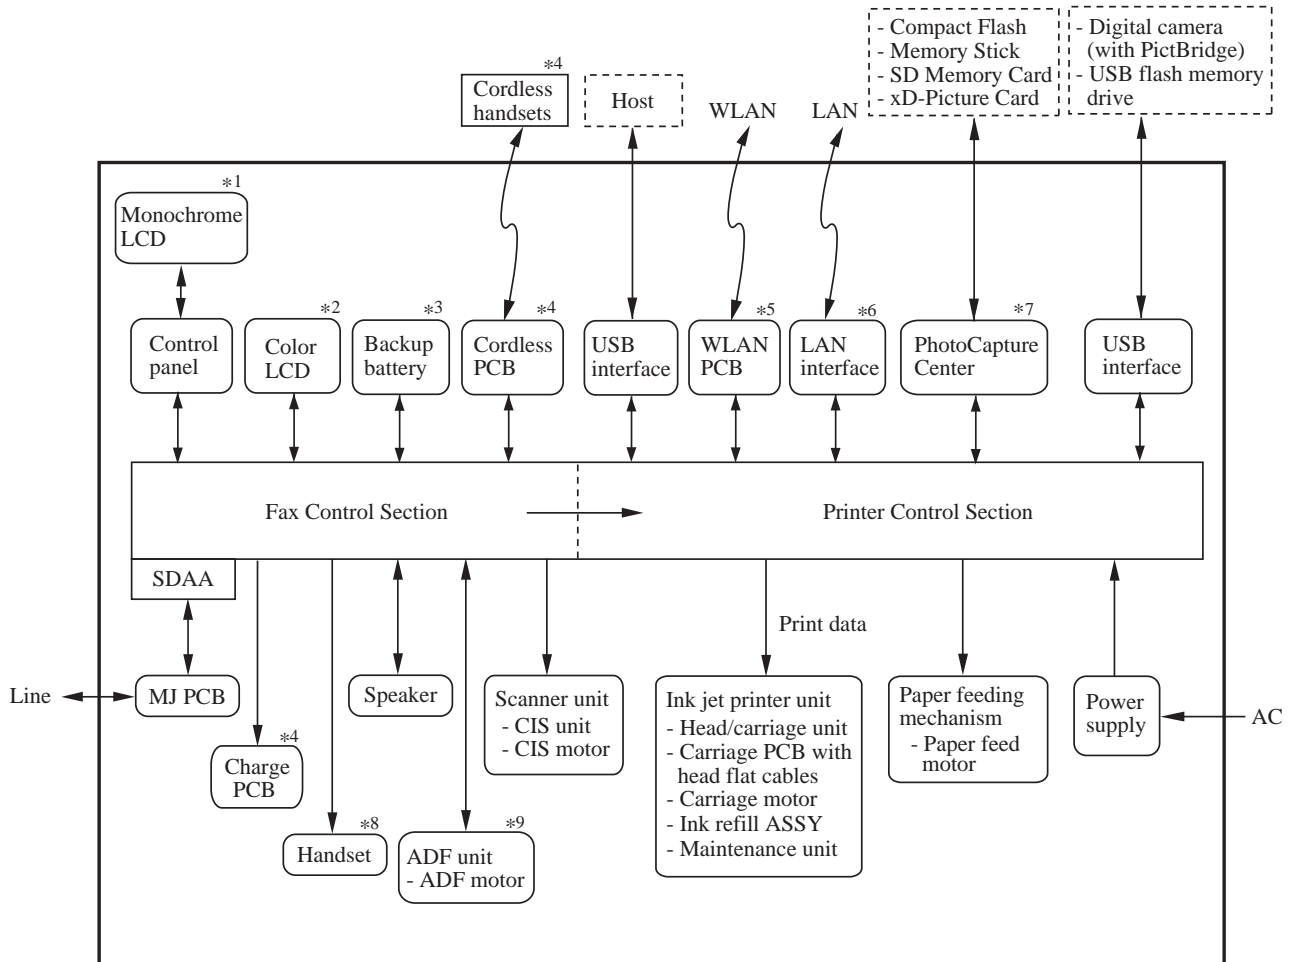 - Compact Flash
- Memory Stick
- SD Memory Card
- xD-Picture Card
- Digital camera
(with PictBridge)
- USB flash memory
drive
*4
Cordless
handsets
Host
WLAN
LAN
*1
Monochrome
LCD
Control
panel
*2
Color
LCD
*3
Backup
battery
*4
Cordless
PCB
USB
interface
*5
WLAN
PCB
*6
LAN
interface
*7
PhotoCapture
Center
USB
interface
Fax Control Section
Printer Control Section
SDAA
Print data
Line
MJ PCB
Speaker
Scanner unit
- CIS unit
- CIS motor
Ink jet printer unit
- Head/carriage unit
- Carriage PCB with
head flat cables
- Carriage motor
- Ink refill ASSY
- Maintenance unit
Paper feeding
mechanism
- Paper feed
motor
Power
supply
AC
*4
Charge
PCB
*8
Handset
*9
ADF unit
- ADF motor